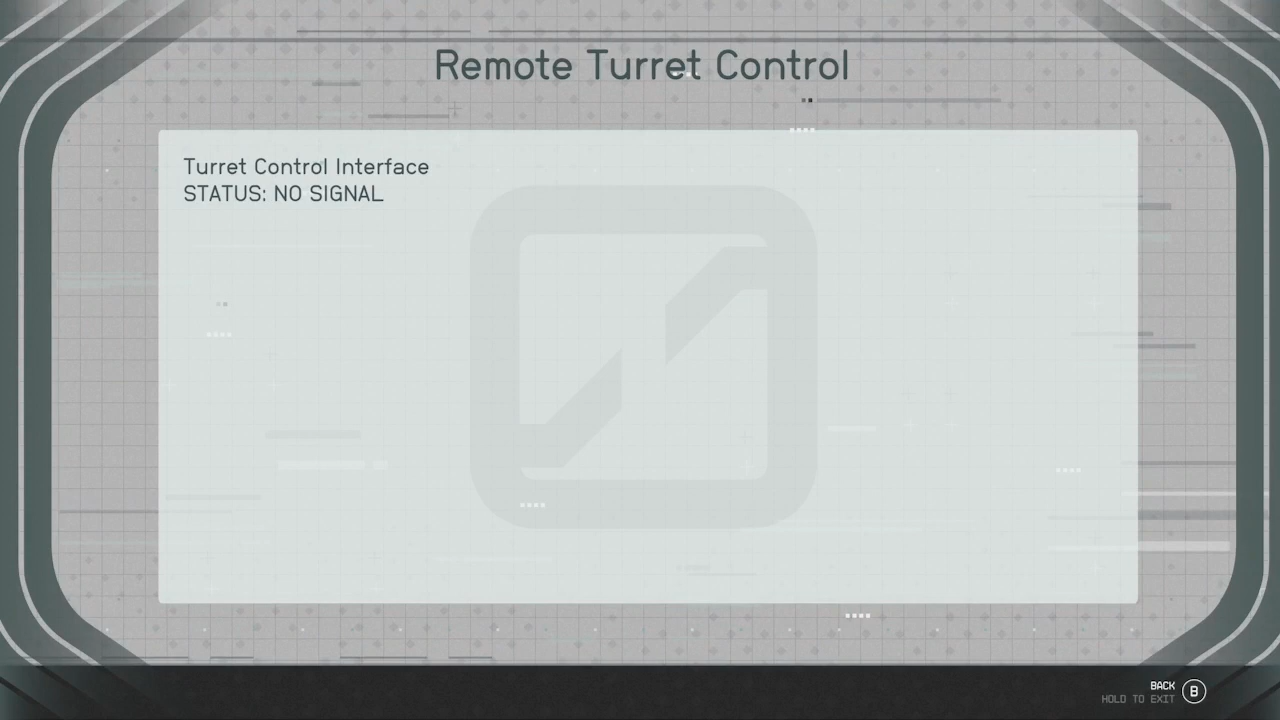 Remote Turret Control
Turret Control Interface
STATUS: NO SIGNAL
BACK
HOLD TO EXIT
B